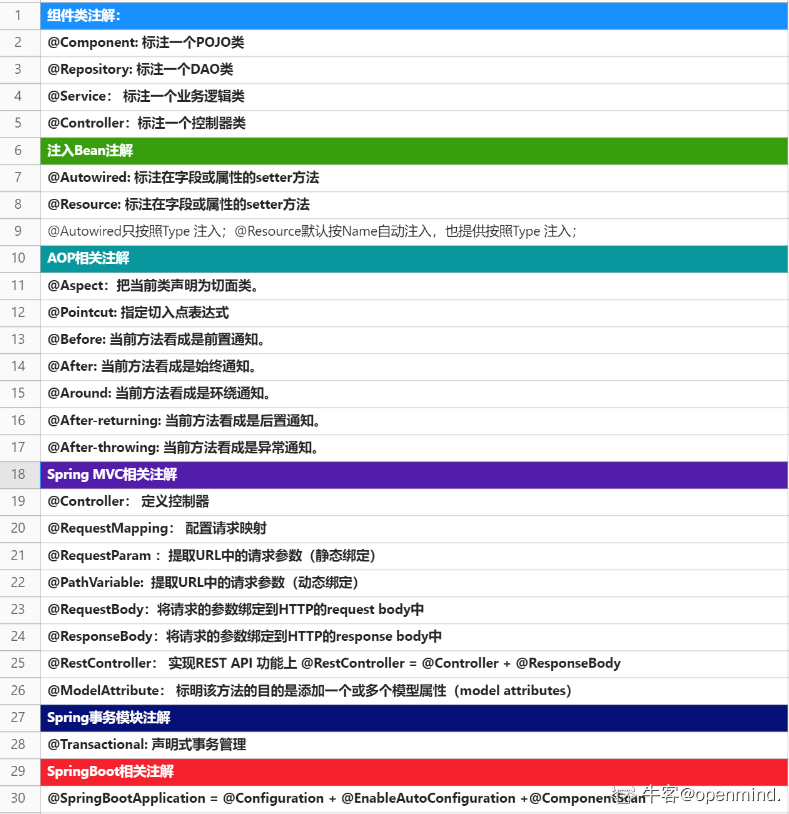 1 组件类注解：
2 @Component: 标注一个POJO类
3 @Repository: 标注一个DAO类
4 @Service： 标注一个业务逻辑类
5 @Controller：标注一个控制器类
6 注入Bean注解
7 @Autowired: 标注在字段或属性的setter方法
8 @Resource: 标注在字段或属性的setter方法
9 @Autowired只按照Type 注入；@Resource默认按Name自动注入，也提供按照Type 注入；
10 AOP相关注解
11 @Aspect：把当前类声明为切面类。
12 @Pointcut: 指定切入点表达式
13 @Before: 当前方法看成是前置通知。
14 @After: 当前方法看成是始终通知。
15 @Around: 当前方法看成是环绕通知。
16 @After-returning: 当前方法看成是后置通知。
17 @After-throwing: 当前方法看成是异常通知。
18 Spring MVC相关注解
19 @Controller： 定义控制器
20 @RequestMapping： 配置请求映射
21 @RequestParam ：提取URL中的请求参数（静态绑定）
22 @PathVariable: 提取URL中的请求参数（动态绑定）
23 @RequestBody：将请求的参数绑定到HTTP的request body中
24 @ResponseBody：将请求的参数绑定到HTTP的response body中
25 @RestController： 实现REST API 功能上 @RestController = @Controller + @ResponseBody
26 @ModelAttribute： 标明该方法的目的是添加一个或多个模型属性（model attributes）
27 Spring事务模块注解
28 @Transactional: 声明式事务管理
29 SpringBoot相关注解
30 @SpringBootApplication = @Configuration + @EnableAutoConfiguration +@ComponentScan
牛客@openmind.